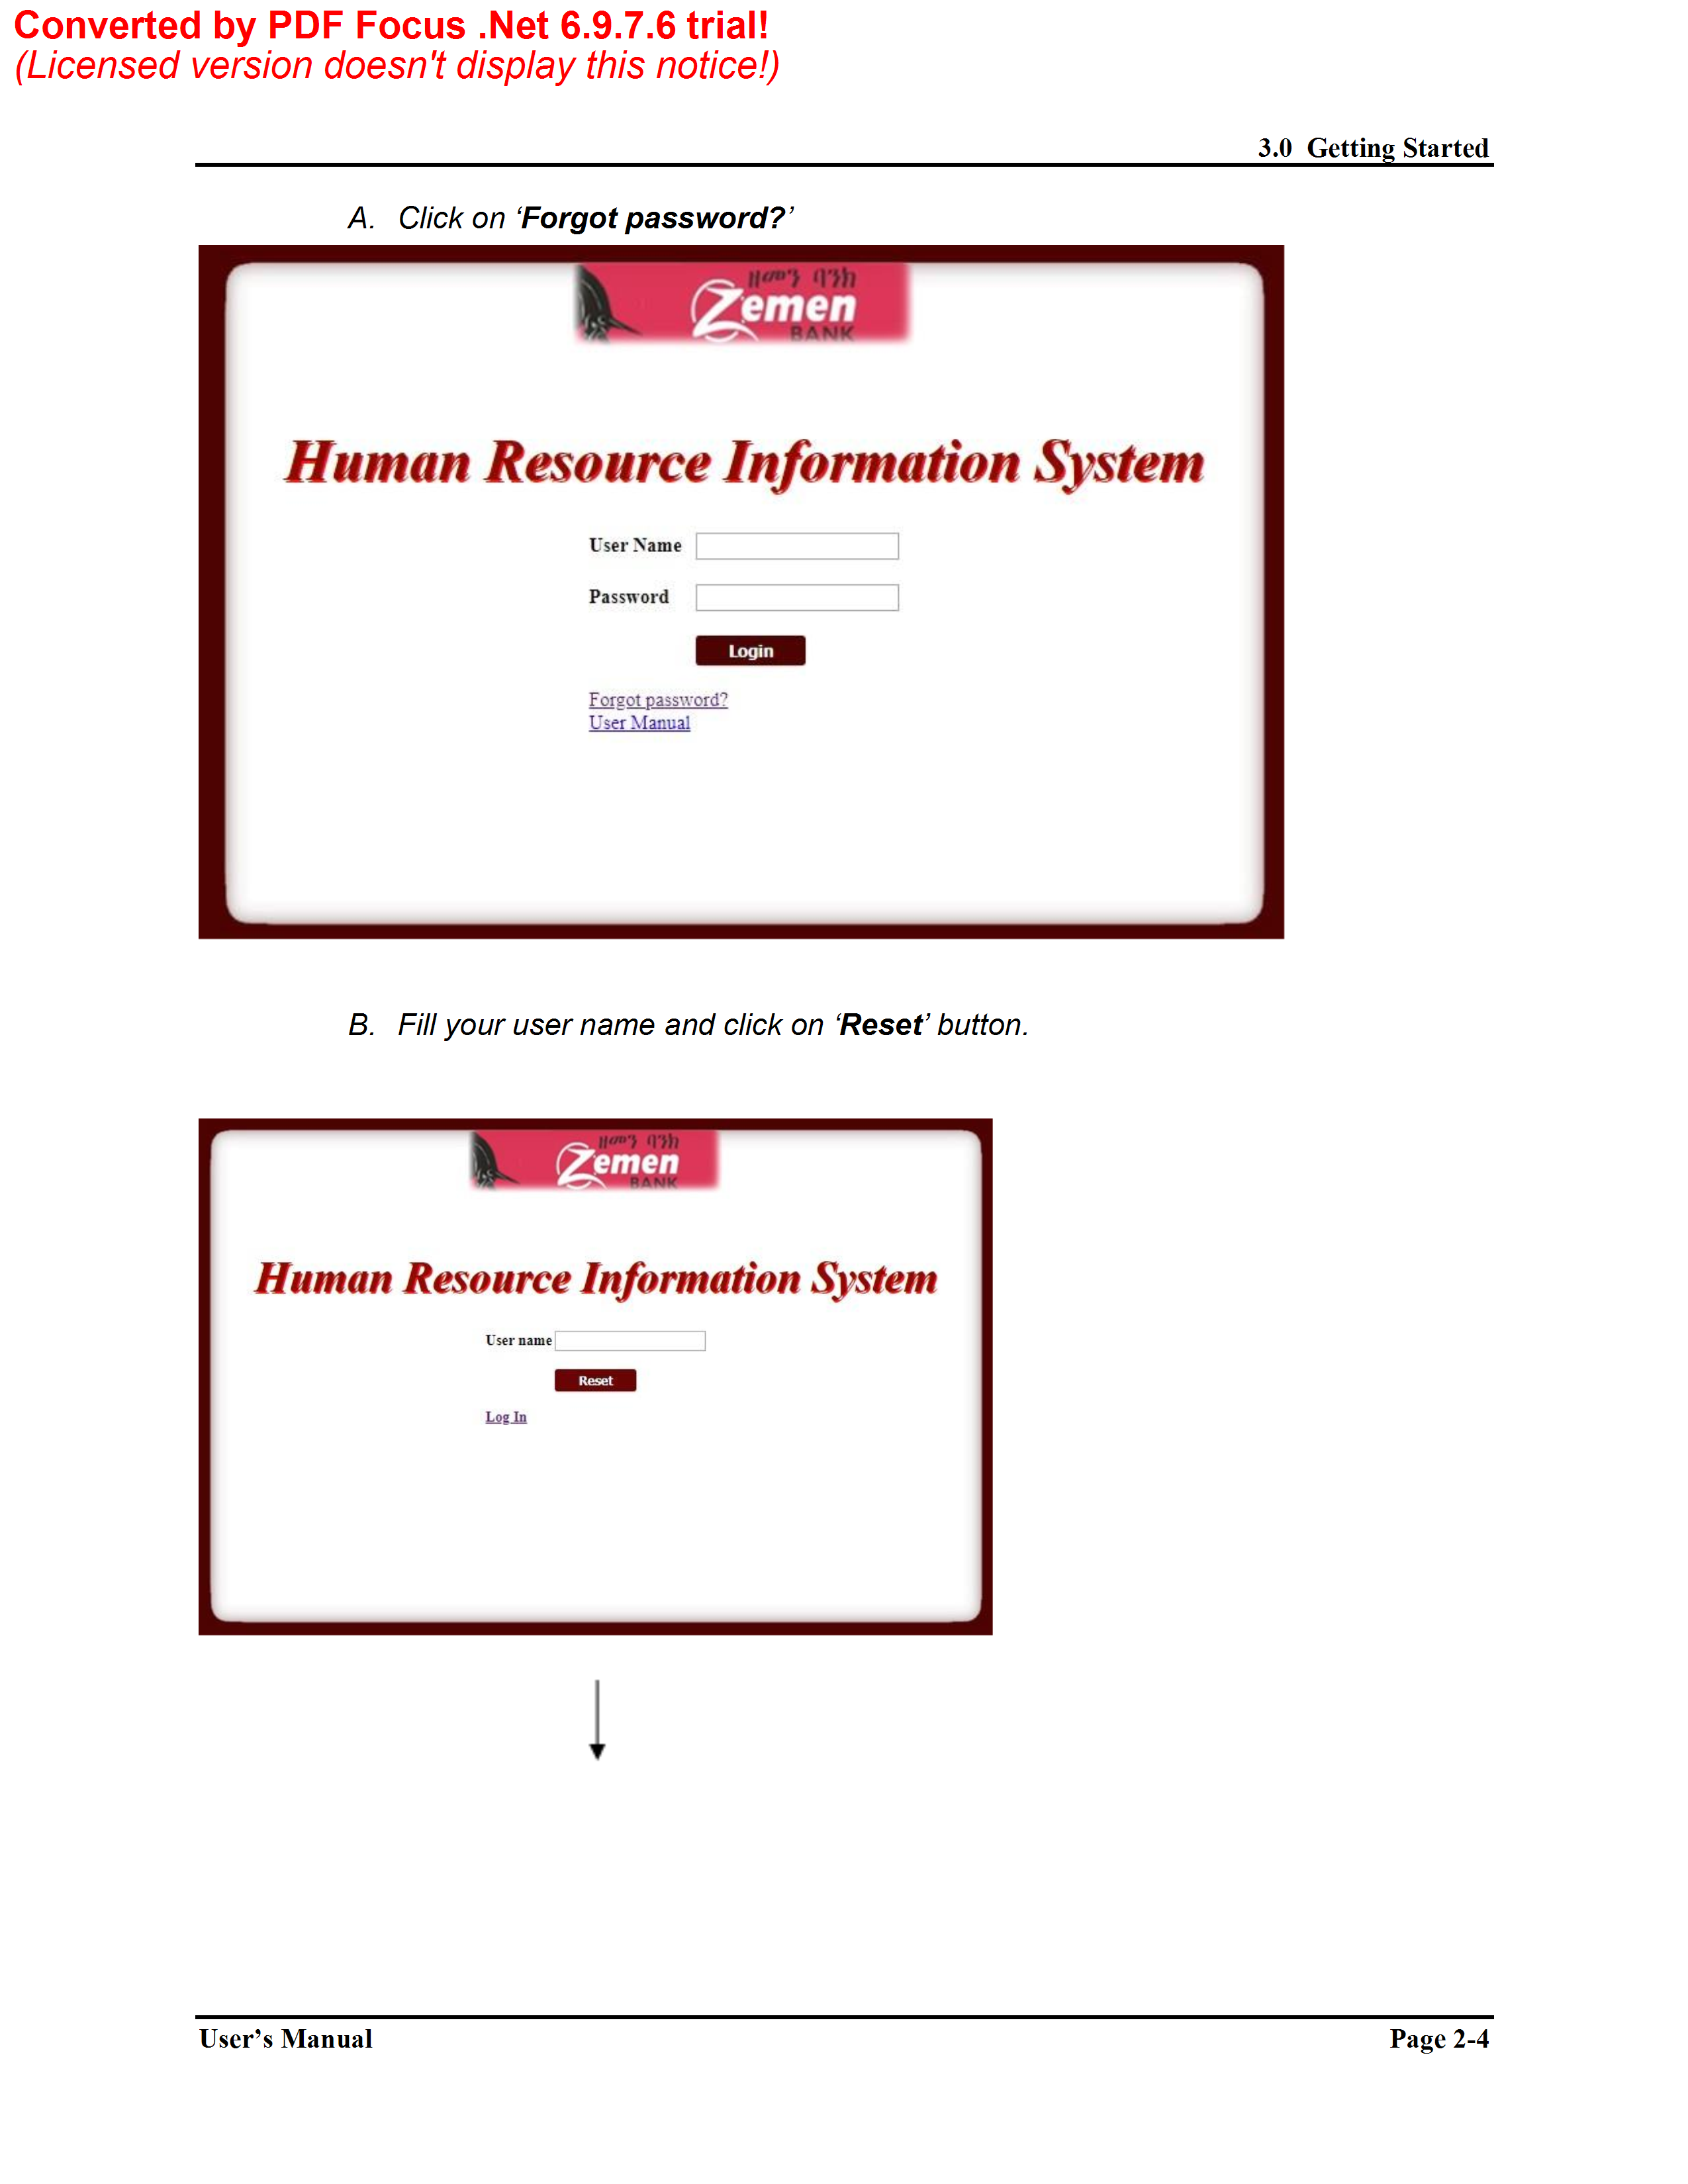 Converted by PDF Focus .Net 6.9.7.6 trial!
(Licensed version doesn't display this notice!)
3.0 Getting Started
A. Click on ‘Forgot password?’
ዘመን ባንክ
Zemen
BANK
Human Resource Information System
User Name
Password
Login
Forgot password?
User Manual
B. Fill your user name and click on ‘Reset’ button.
ዘመን ባንክ
Zemen
BANK
Human Resource Information System
User name
Reset
Log In
User’s Manual
Page 2-4